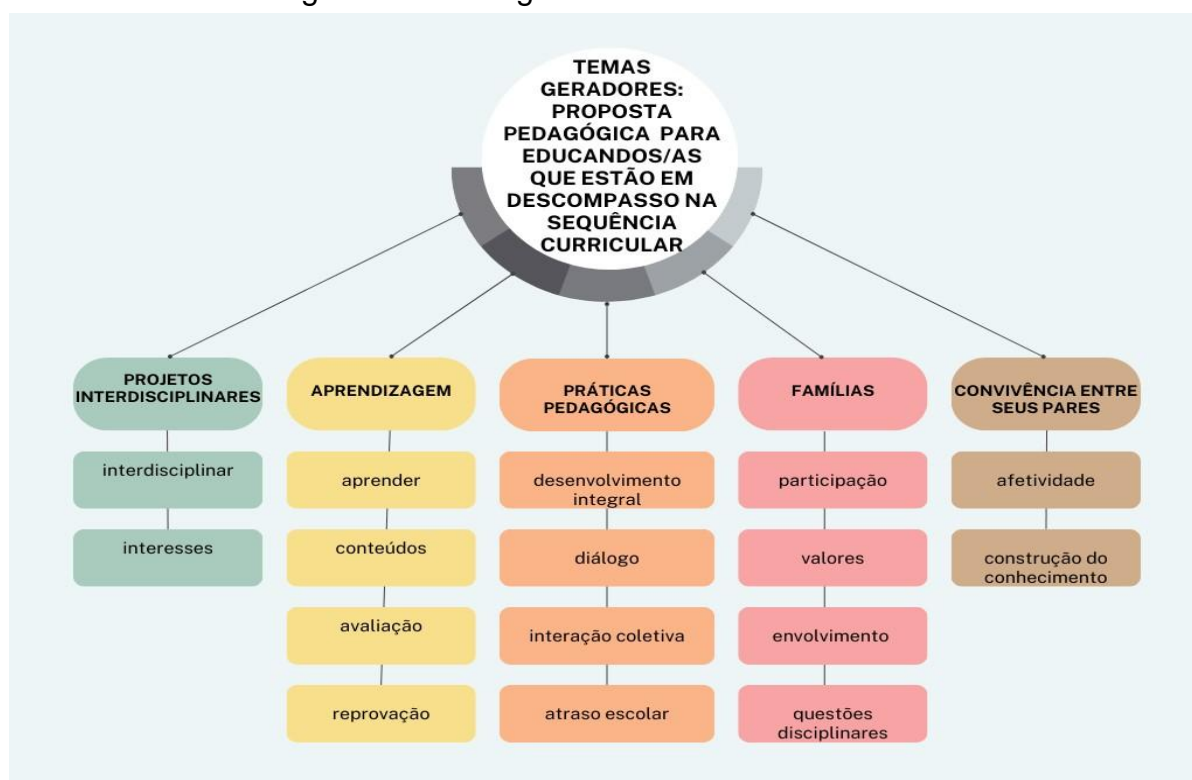 TEMAS
GERADORES:
PROPOSTA
PEDAGÓGICA PARA
EDUCANDOS/AS
QUE ESTÃO EM
DESCOMPASSO NA
SEQUÊNCIA
CURRICULAR
PROJETOS
INTERDISCIPLINARES
interdisciplinar
interesses
APRENDIZAGEM
aprender
conteúdos
avaliação
reprovação
PRÁTICAS
PEDAGÓGICAS
desenvolvimento
integral
diálogo
interação coletiva
atraso escolar
FAMÍLIAS
participação
valores
envolvimento
questões
disciplinares
CONVIVÊNCIA ENTRE
SEUS PARES
afetividade
construção do
conhecimento